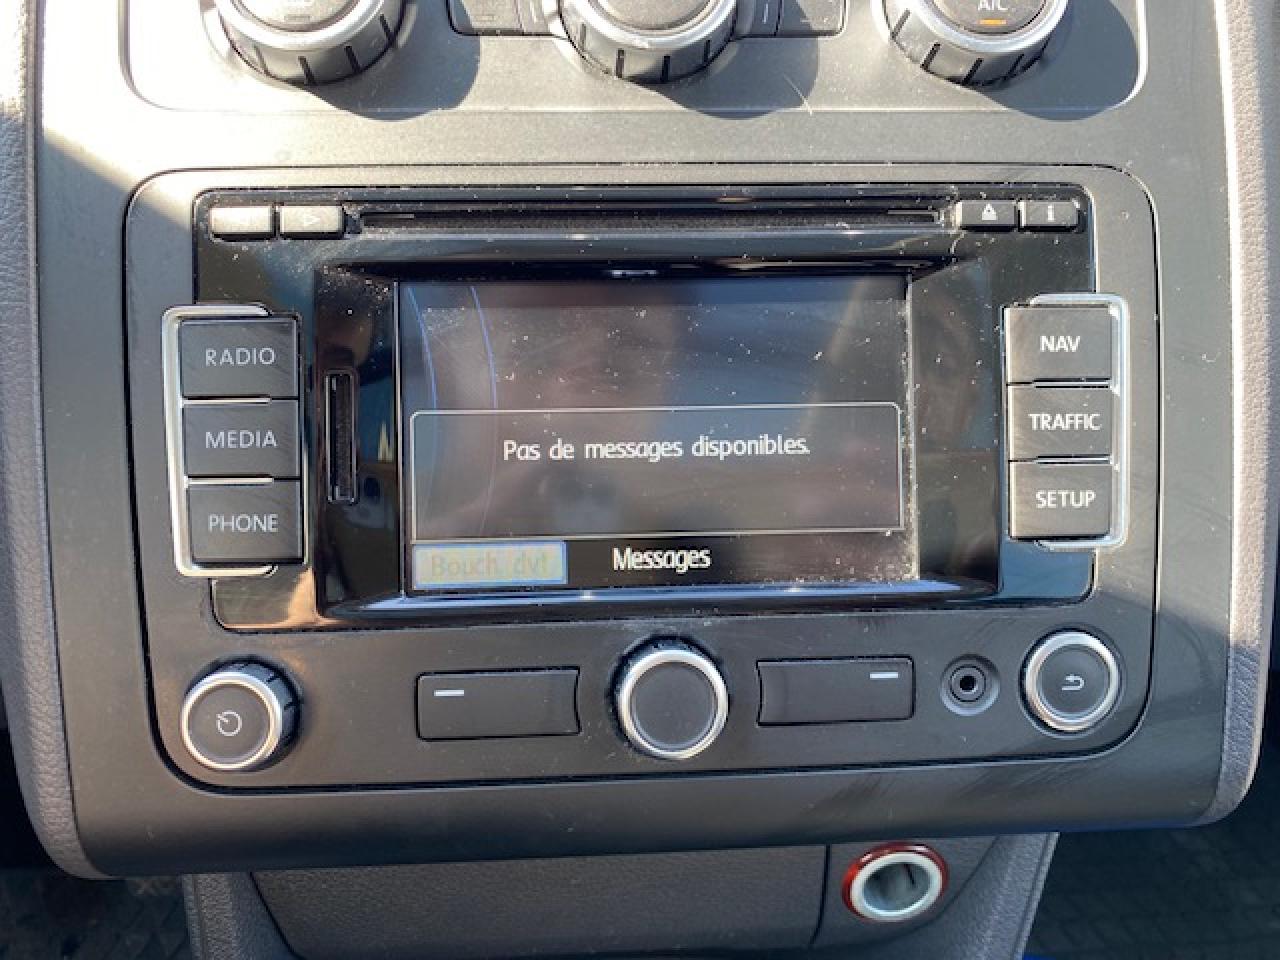 A/C
i
RADIO
NAV
MEDIA
TRAFFIC
PHONE
SETUP
Pas de messages disponibles.
Bouch. dvt
Messages